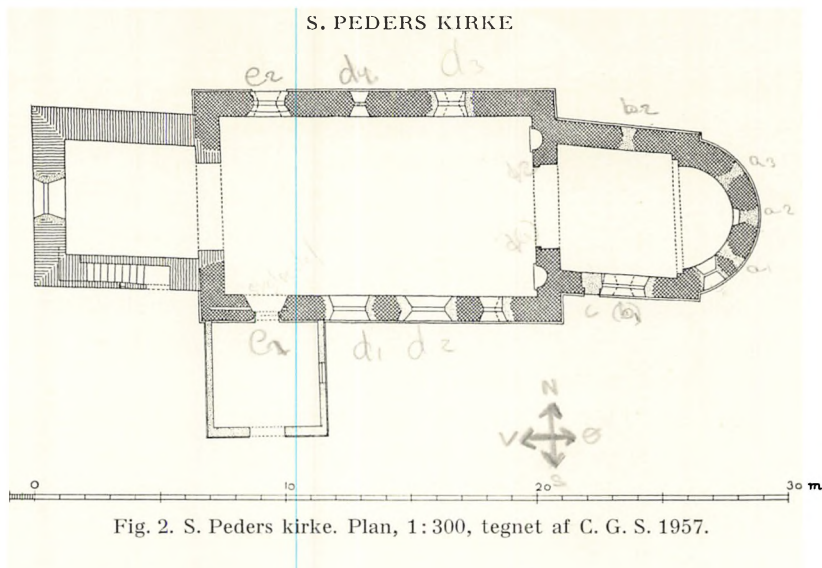 S. PEDERS KIRKE
e2 d4 d3
b2
a3
a2
a1
c b1
e1 d1 d2
N
V Ø
S
0 10 20 30 m
Fig. 2. S. Peders kirke. Plan, 1:300, tegnet af C. G. S. 1957.